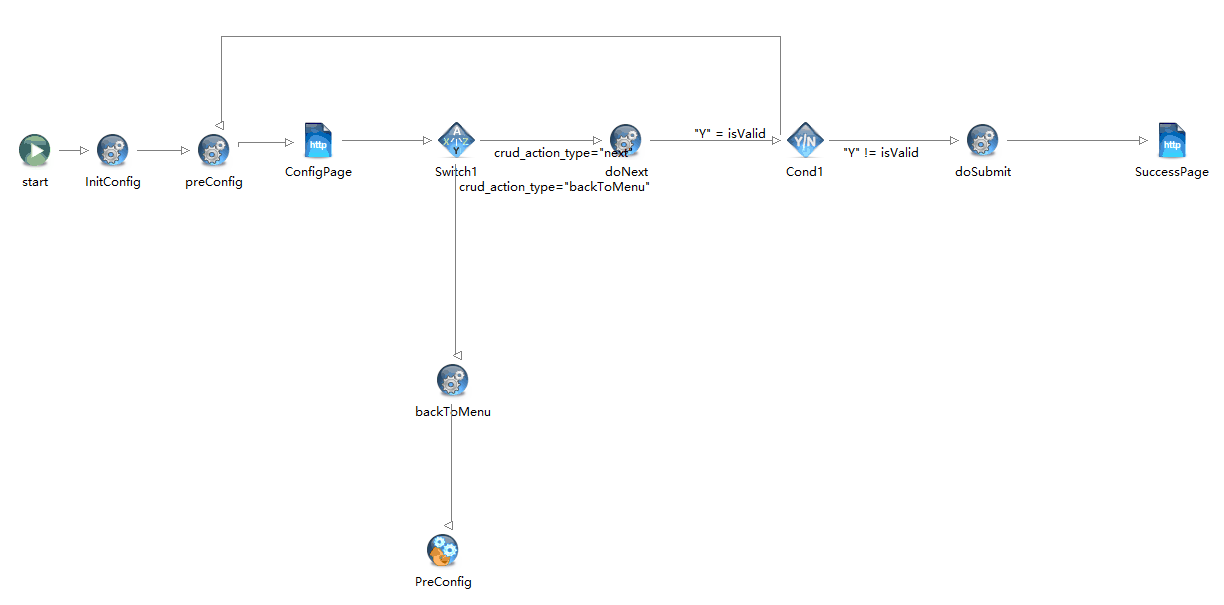 start
InitConfig
preConfig
http
ConfigPage
A
X Y Z
Y
Switch1
crud_action_type="next"
crud_action_type="backToMenu"
doNext
"Y" = isValid
Y/N
Cond1
"Y" != isValid
doSubmit
http
SuccessPage
backToMenu
PreConfig